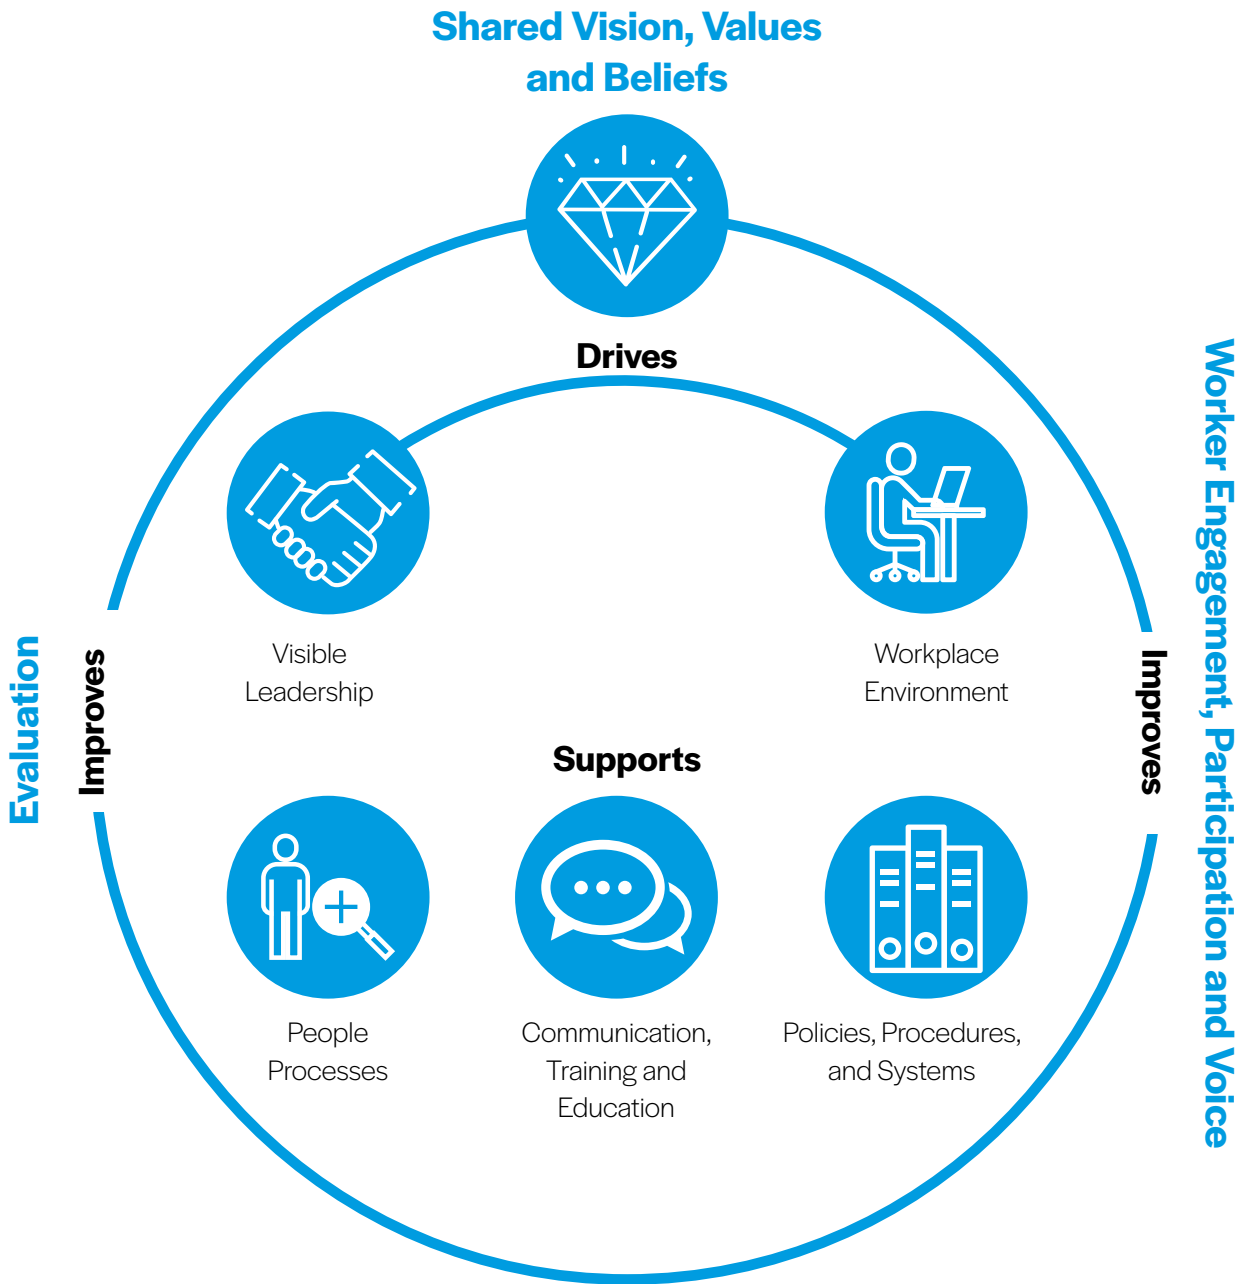 Shared Vision, Values
and Beliefs
Drives
Visible
Leadership
Workplace
Environment
Evaluation
Improves
Improves
Worker Engagement, Participation and Voice
Supports
People
Processes
Communication,
Training and
Education
Policies, Procedures,
and Systems